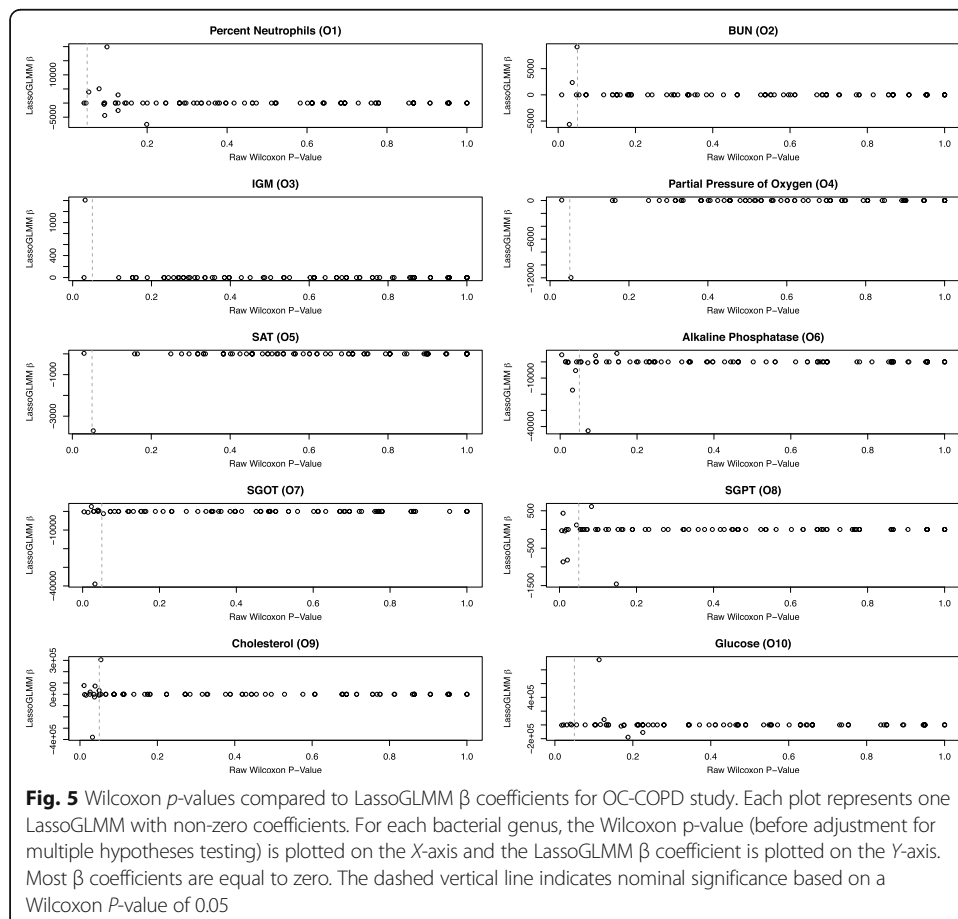 Percent Neutrophils (O1)
LassoGLMM β
−5000 10000
0.2 0.4 0.6 0.8 1.0
Raw Wilcoxon P−Value
BUN (O2)
LassoGLMM β
−5000 0 5000
0.0 0.2 0.4 0.6 0.8 1.0
Raw Wilcoxon P−Value
IGM (O3)
LassoGLMM β
0 400 1400
0.0 0.2 0.4 0.6 0.8 1.0
Raw Wilcoxon P−Value
Partial Pressure of Oxygen (O4)
LassoGLMM β
−12000 −6000 0
0.0 0.2 0.4 0.6 0.8 1.0
Raw Wilcoxon P−Value
SAT (O5)
LassoGLMM β
−3000 −1000
0.0 0.2 0.4 0.6 0.8 1.0
Raw Wilcoxon P−Value
Alkaline Phosphatase (O6)
LassoGLMM β
−40000 −10000
0.0 0.2 0.4 0.6 0.8 1.0
Raw Wilcoxon P−Value
SGOT (O7)
LassoGLMM β
−40000 −10000
0.0 0.2 0.4 0.6 0.8 1.0
Raw Wilcoxon P−Value
SGPT (O8)
LassoGLMM β
−1500 −500 500
0.0 0.2 0.4 0.6 0.8 1.0
Raw Wilcoxon P−Value
Cholesterol (O9)
LassoGLMM β
−4e+05 0e+00 3e+05
0.0 0.2 0.4 0.6 0.8 1.0
Raw Wilcoxon P−Value
Glucose (O10)
LassoGLMM β
−2e+05 4e+05
0.0 0.2 0.4 0.6 0.8 1.0
Raw Wilcoxon P−Value
Fig. 5 Wilcoxon p-values compared to LassoGLMM β coefficients for OC-COPD study. Each plot represents one
LassoGLMM with non-zero coefficients. For each bacterial genus, the Wilcoxon p-value (before adjustment for
multiple hypotheses testing) is plotted on the X-axis and the LassoGLMM β coefficient is plotted on the Y-axis.
Most β coefficients are equal to zero. The dashed vertical line indicates nominal significance based on a
Wilcoxon P-value of 0.05